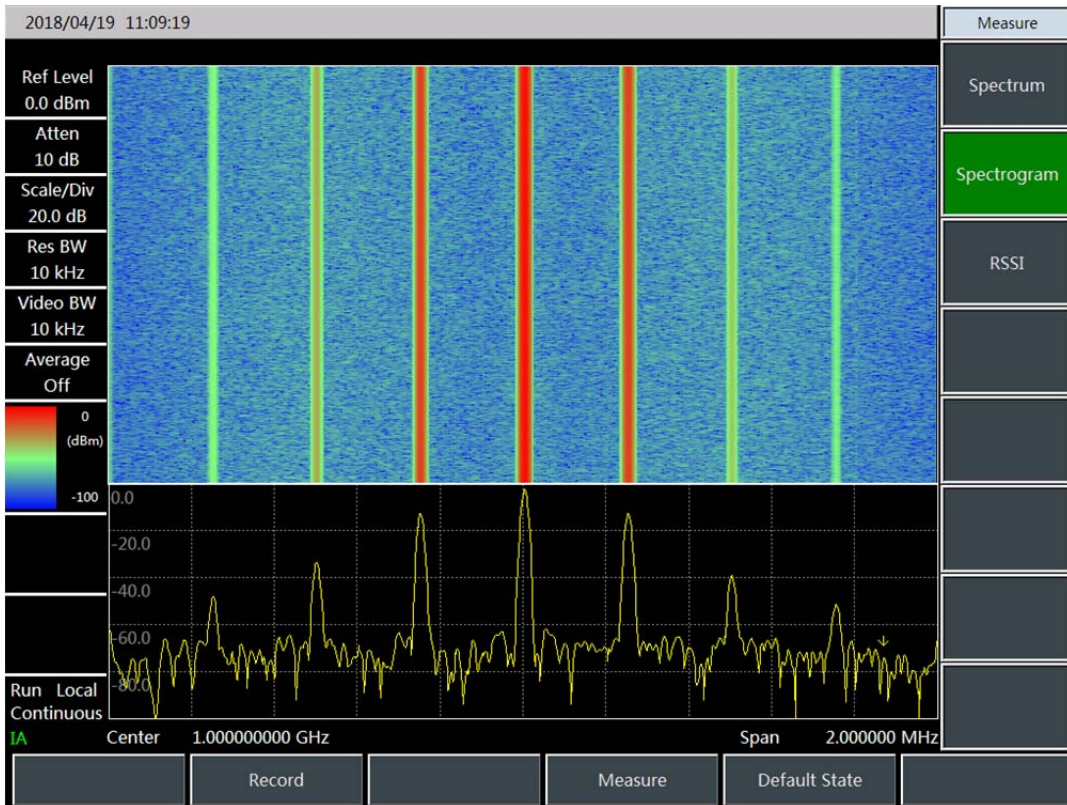 2018/04/19 11:09:19
Measure
Ref Level
0.0 dBm
Atten
10 dB
Scale/Div
20.0 dB
Res BW
10 kHz
Video BW
10 kHz
Average
Off
0
(dBm)
-100
Run Local
Continuous
IA
0.0
-20.0
-40.0
-60.0
-80.0
Center 1.000000000 GHz Span 2.000000 MHz
Spectrum
Spectrogram
RSSI
Record Measure Default State